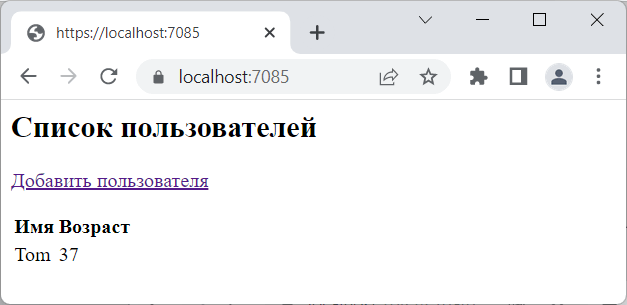 https://localhost:7085
localhost:7085
Список пользователей
Добавить пользователя
Имя Возраст
Tom 37